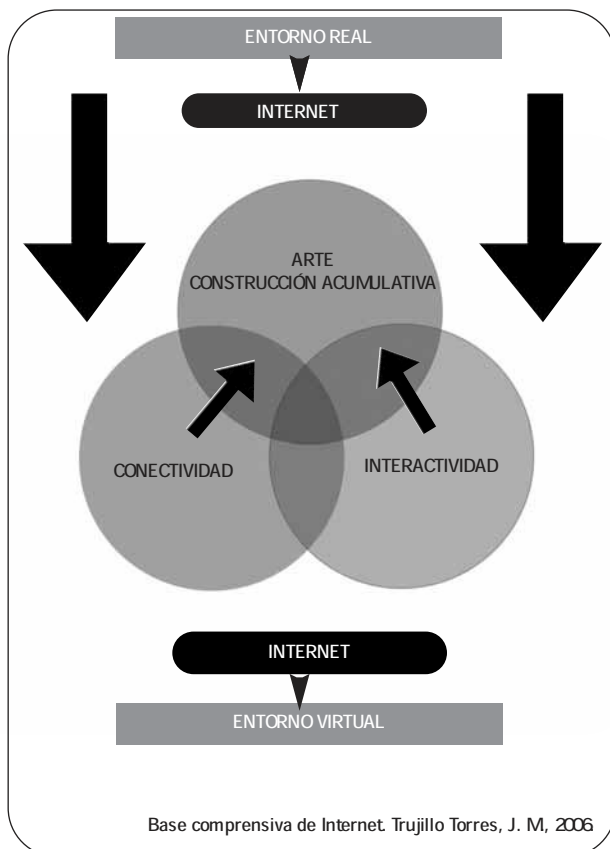 ENTORNO REAL
INTERNET
ARTE
CONSTRUCCIÓN ACUMULATIVA
CONECTIVIDAD
INTERACTIVIDAD
INTERNET
ENTORNO VIRTUAL
Base comprensiva de Internet. Trujillo Torres, J. M., 2006.